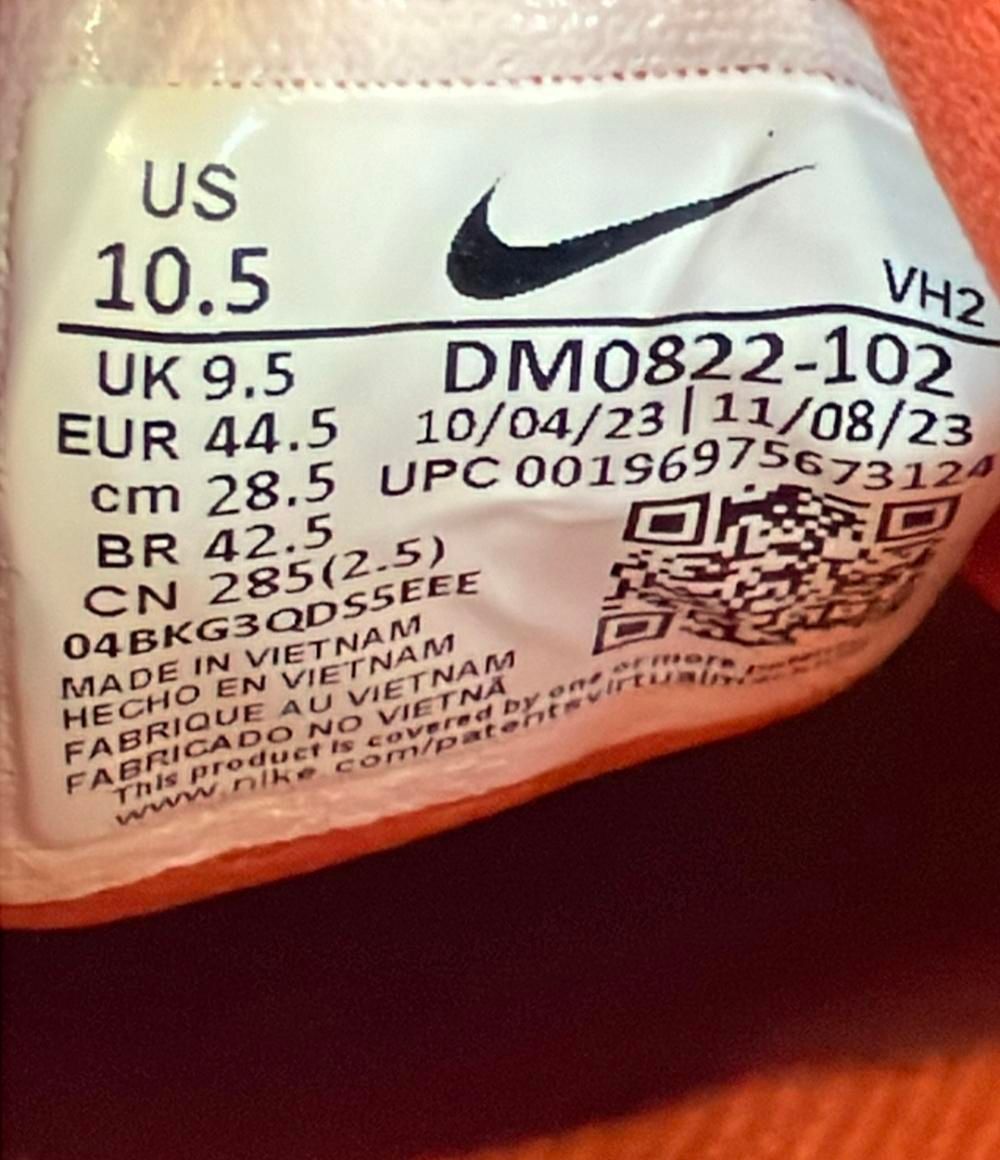 US
10.5
VH2
UK 9.5
DM0822-102
EUR 44.5
10/04/23 | 11/08/23
cm 28.5
UPC 00196975673124
BR 42.5
CN 285(2.5)
04BKG3QDS5EEE
MADE IN VIETNAM
HECHO EN VIETNAM
FABRIQUE AU VIETNAM
FABRICADO NO VIETNÃ
This product is covered by one or more
www.nike.com/patents